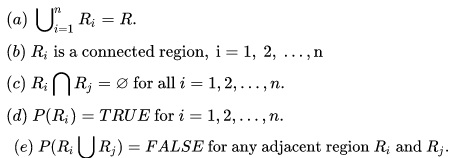 (a) ⋃ⁿᵢ₌₁ Rᵢ = R.
(b) Rᵢ is a connected region, i = 1, 2, ...,n
(c) Rᵢ ⋂ Rⱼ = ∅ for all i = 1, 2, ..., n.
(d) P(Rᵢ) = TRUE for i = 1, 2, ..., n.
(e) P(Rᵢ ⋃ Rⱼ) = FALSE for any adjacent region Rᵢ and Rⱼ.